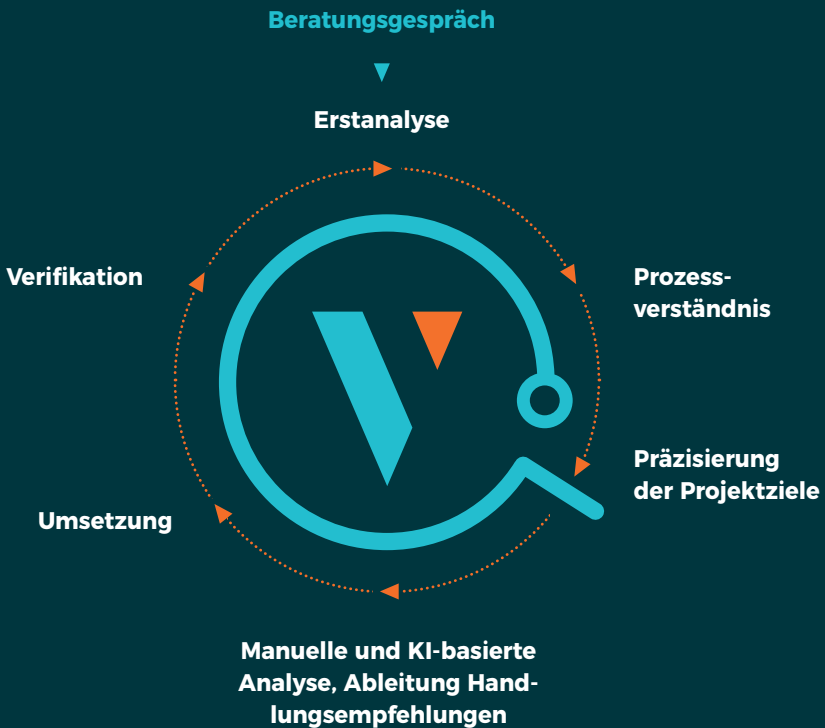 Beratungsgespräch
Erstanalyse
Prozess-
verständnis
Präzisierung
der Projektziele
Manuelle und KI-basierte
Analyse, Ableitung Hand-
lungsempfehlungen
Umsetzung
Verifikation